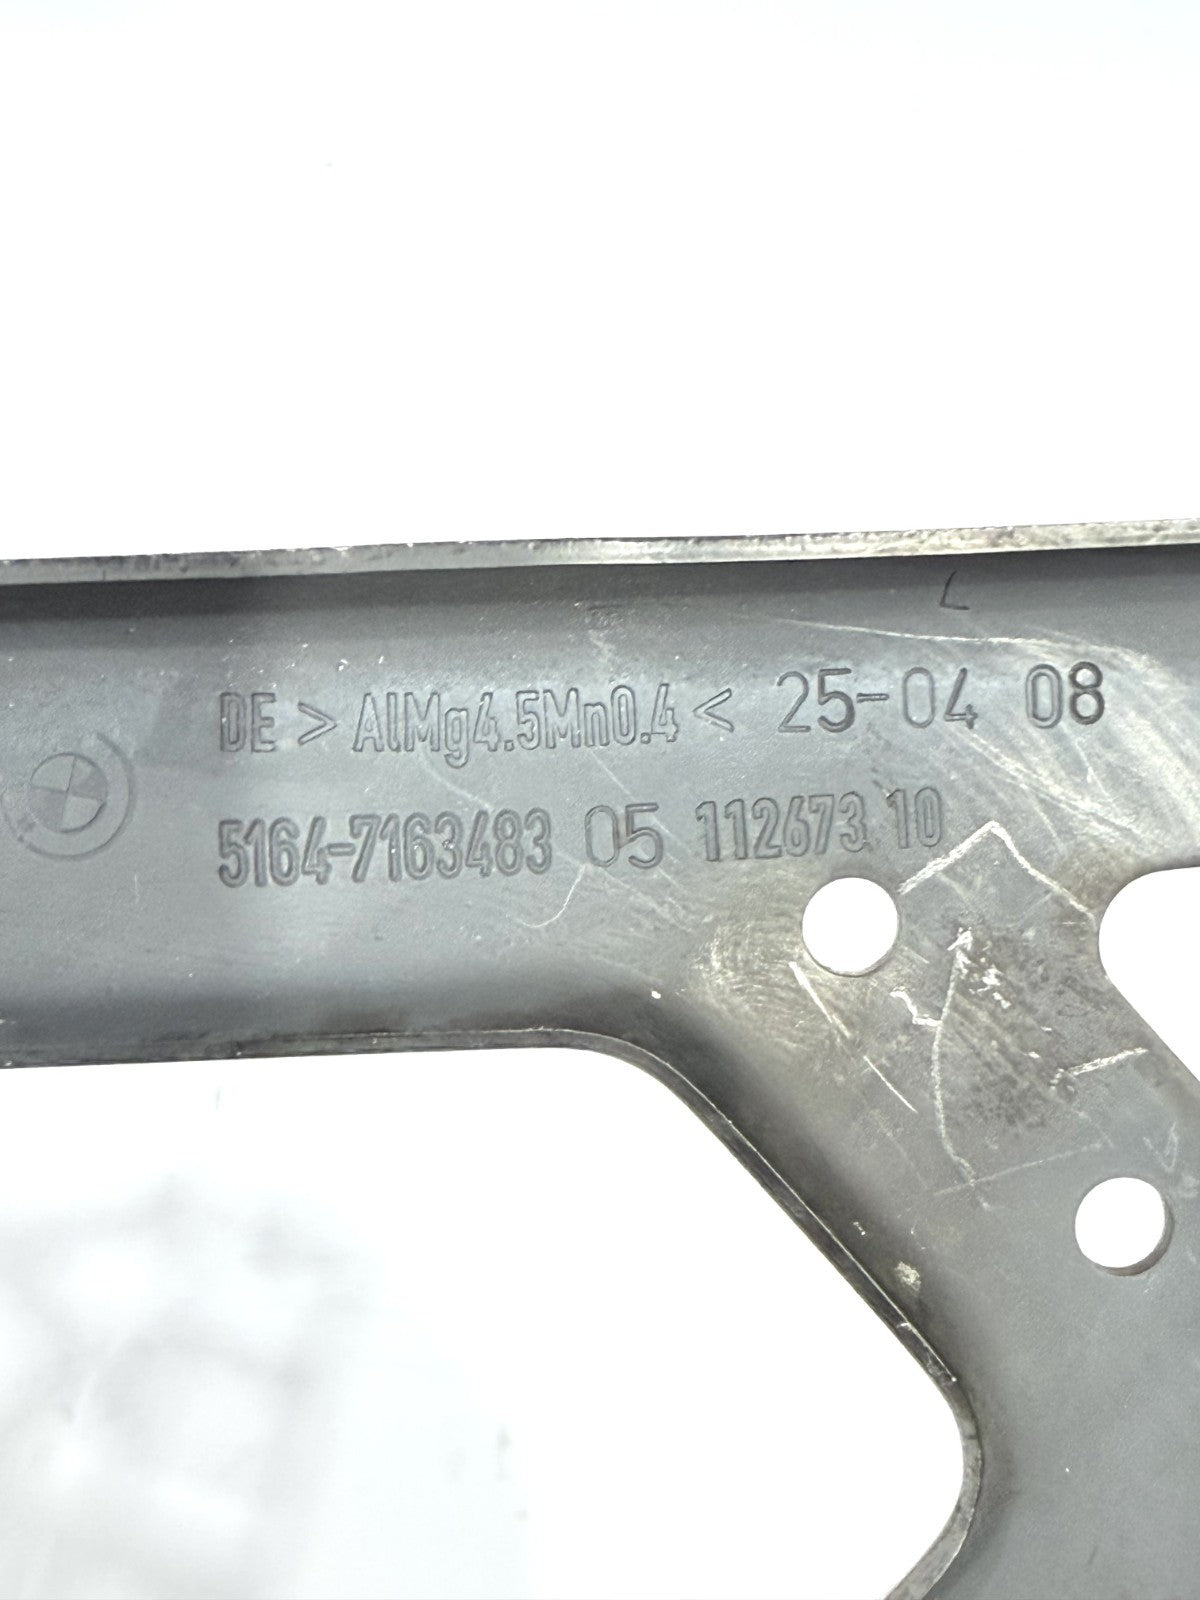 L
DE >AlMg4.5Mn0.4< 25-04 08
5164-7163483 05 112673 10